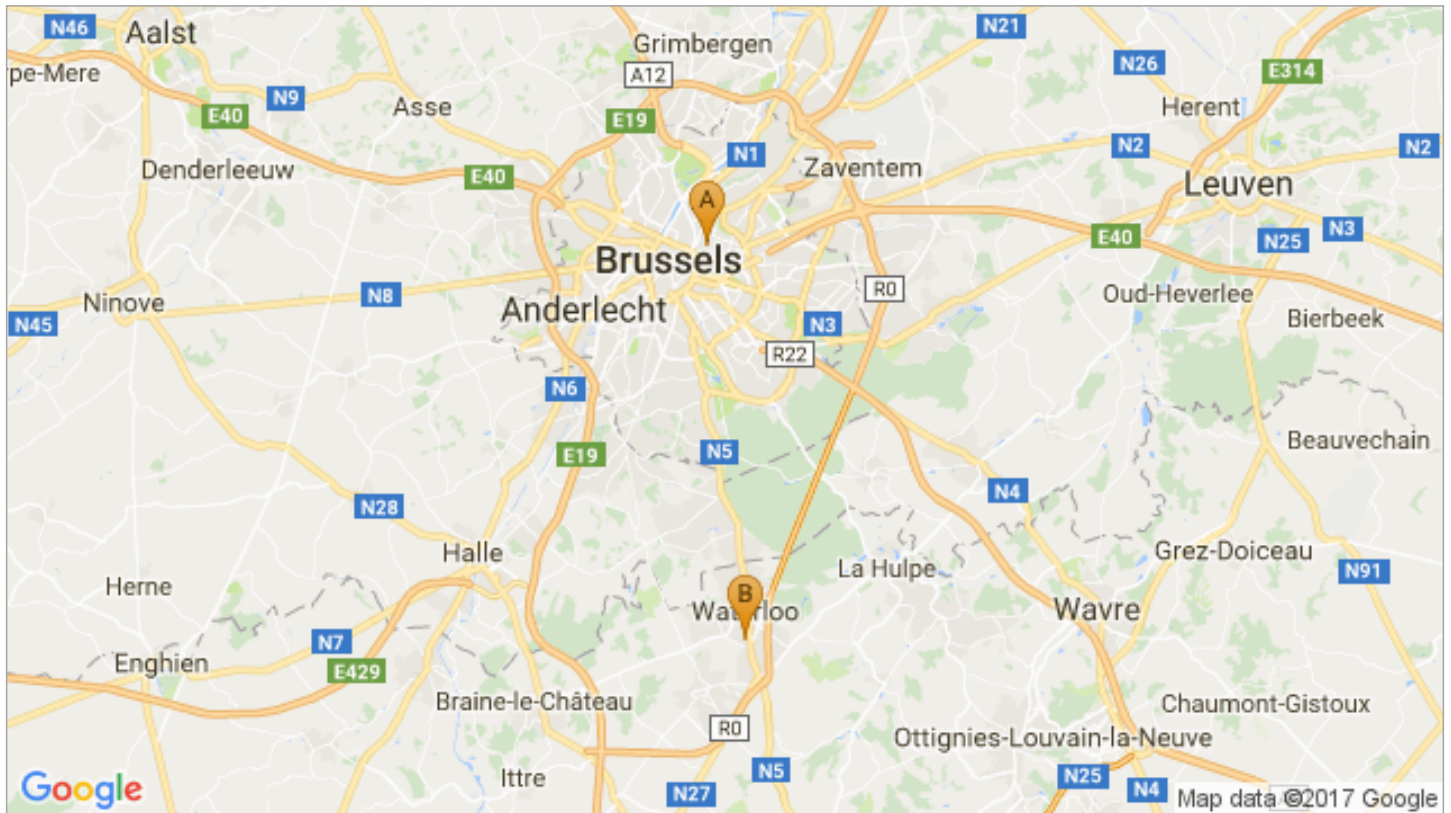 N46
Aalst
Grimbergen
N21
pe-Mere
A12
N26
E314
N9
Asse
Herent
E40
E19
N1
N2
N2
Denderleeuw
E40
Zaventem
Leuven
A
N3
E40
N25
Brussels
R0
Oud-Heverlee
Ninove
N8
Anderlecht
Bierbeek
N45
N3
R22
N6
Beauvechain
N5
E19
N4
N28
Halle
Grez-Doiceau
La Hulpe
N91
Herne
B
Waterloo
Wavre
N7
Enghien
E429
Braine-le-Château
Chaumont-Gistoux
R0
Ottignies-Louvain-la-Neuve
Ittre
N5
N25
Google
N27
N4
Map data ©2017 Google